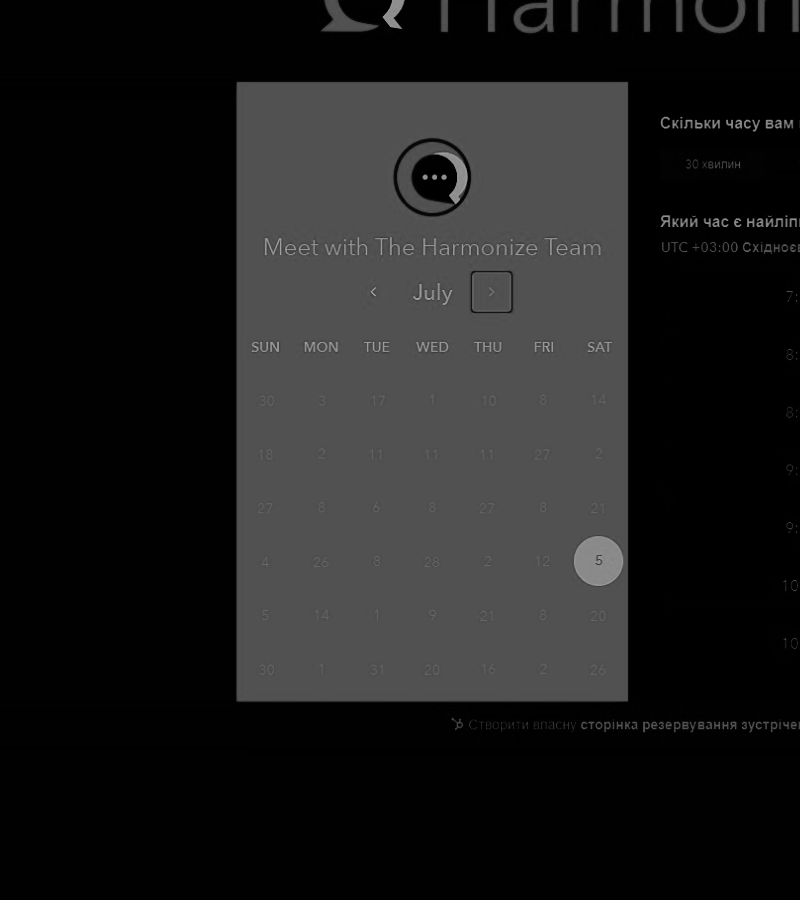 Harmon
Meet with The Harmonize Team
July
SUN MON TUE WED THU FRI SAT
30 3 17 1 10 8 14
18 2 11 11 11 27 2
27 8 6 8 27 8 21
4 26 8 28 2 12 5
5 14 1 9 21 8 20
30 1 31 20 16 2 26
Скільки часу вам
30 хвилин
Який час є найліп
UTC +03:00 Східноє
7:
8:
8:
9:
9:
10
10
Створити власну сторінка резервування зустріче